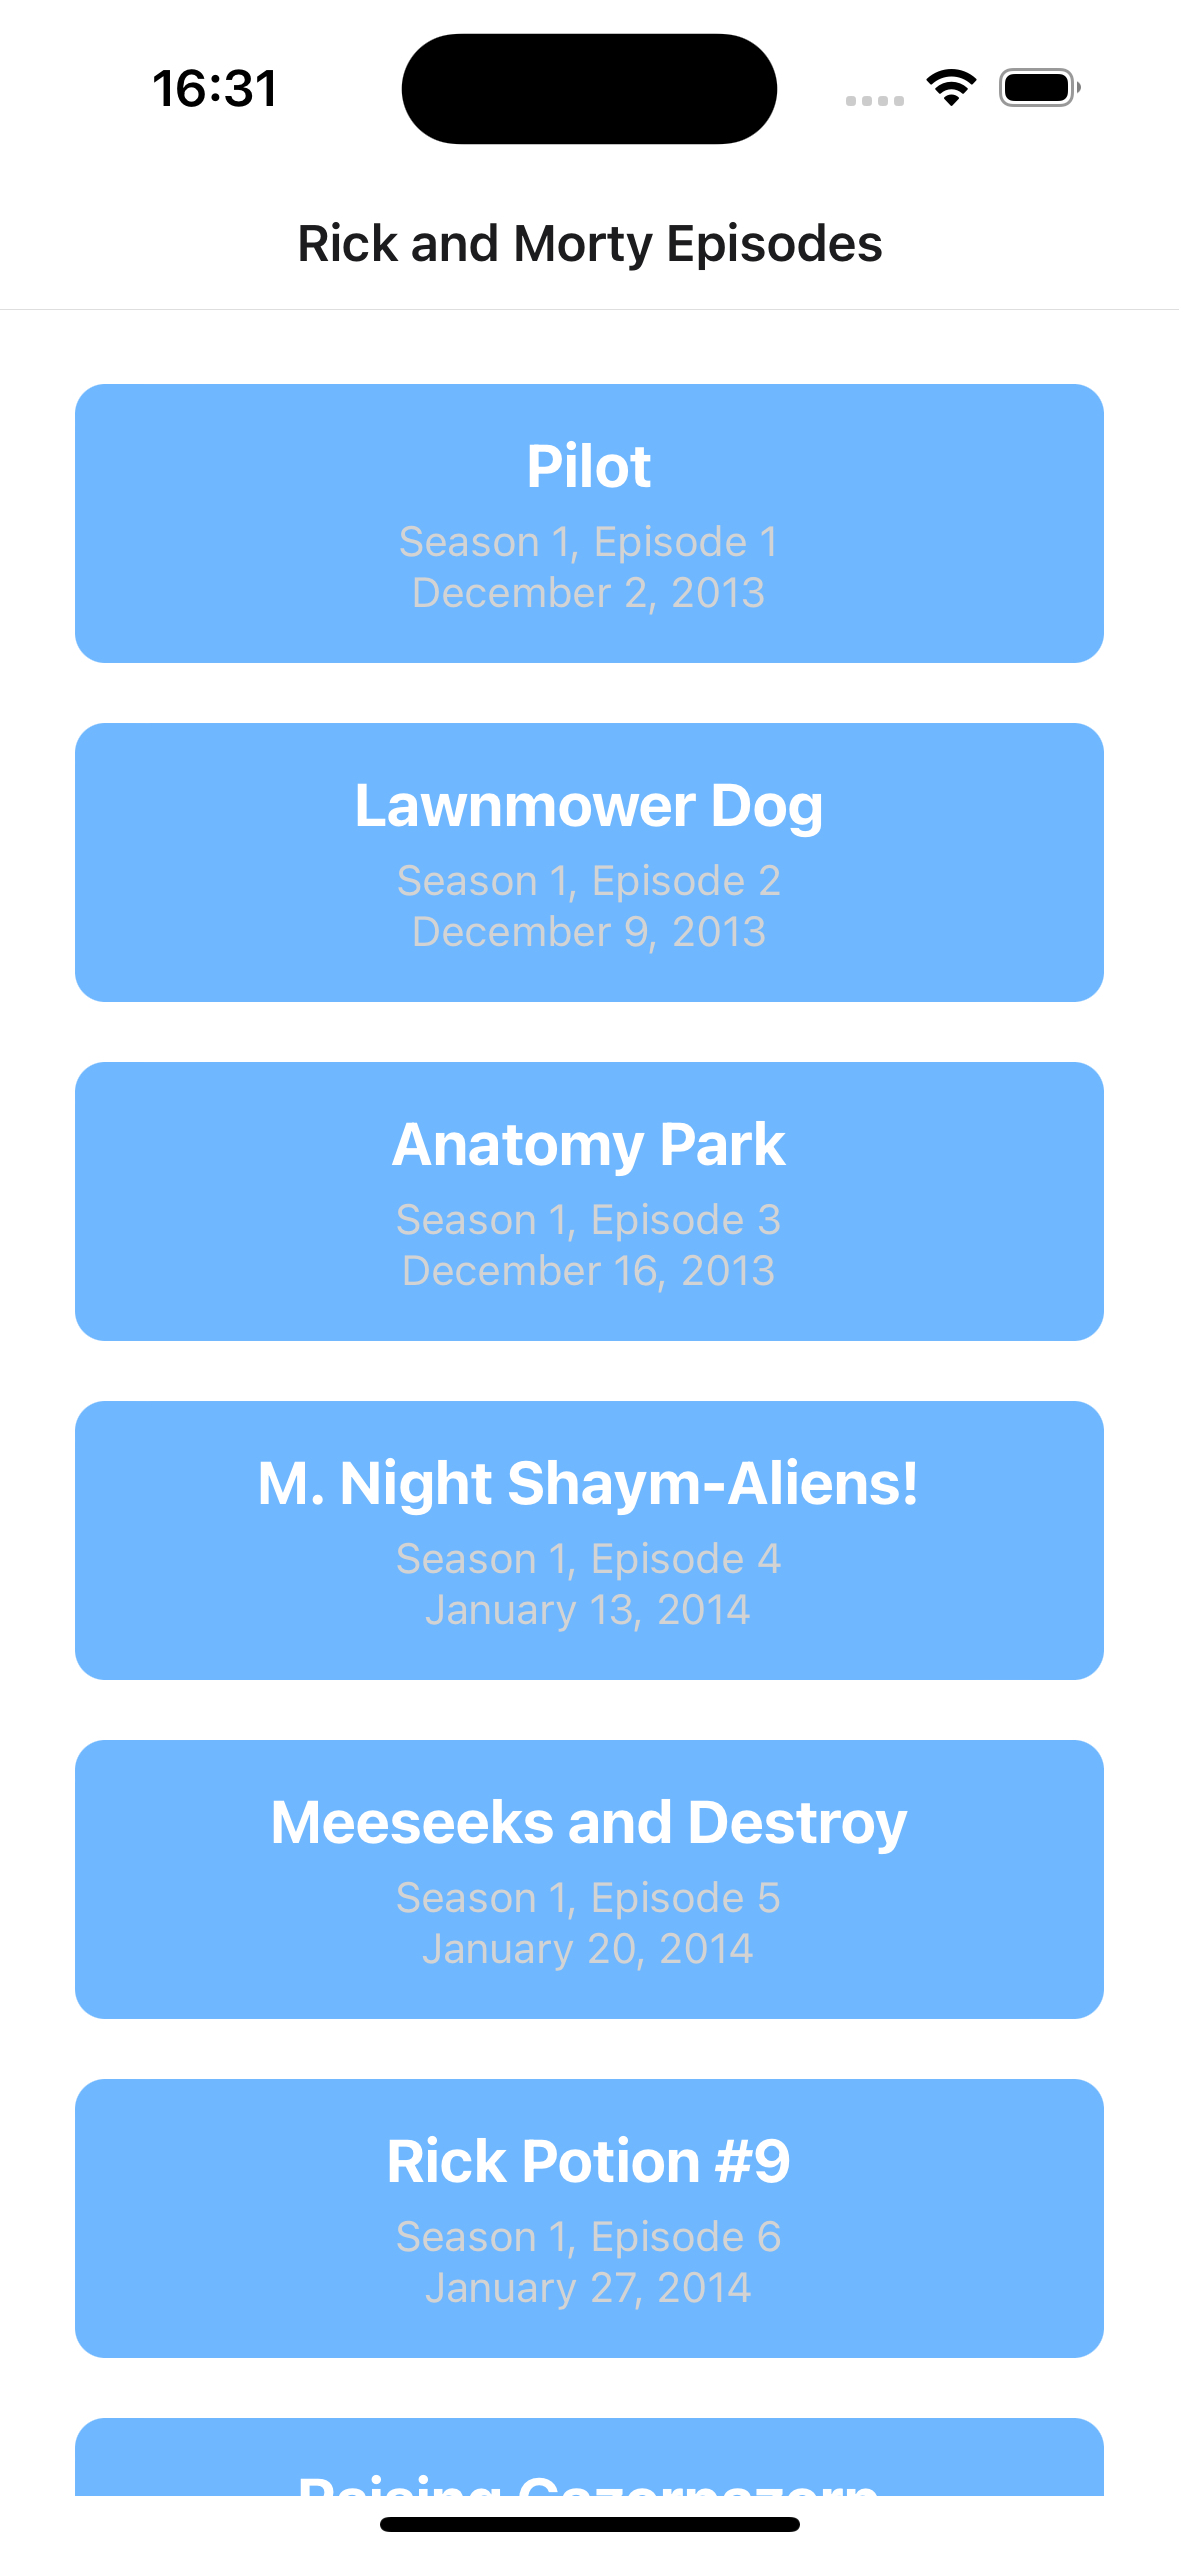 16:31
Rick and Morty Episodes
Pilot
Season 1, Episode 1
December 2, 2013
Lawnmower Dog
Season 1, Episode 2
December 9, 2013
Anatomy Park
Season 1, Episode 3
December 16, 2013
M. Night Shaym-Aliens!
Season 1, Episode 4
January 13, 2014
Meeseeks and Destroy
Season 1, Episode 5
January 20, 2014
Rick Potion #9
Season 1, Episode 6
January 27, 2014
Raising Gazorpazorp